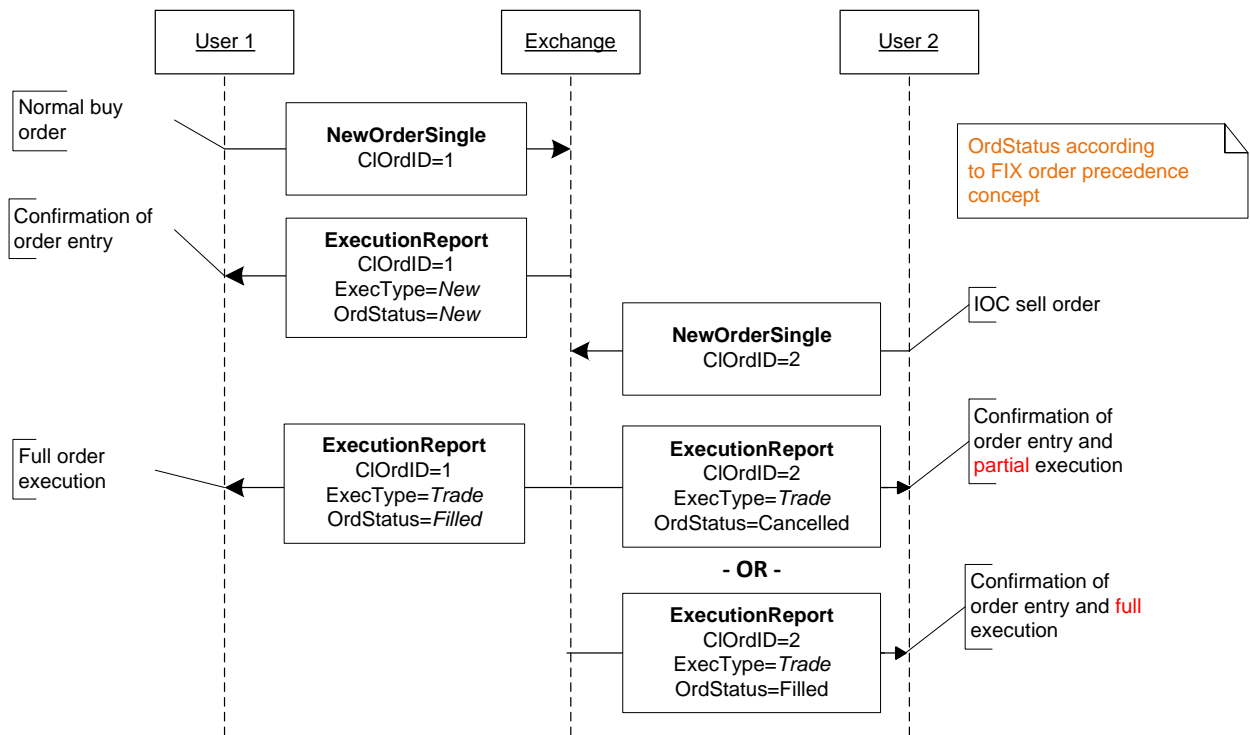 User 1
Exchange
User 2
Normal buy
order
NewOrderSingle
ClOrdID=1
OrdStatus according
to FIX order precedence
concept
Confirmation of
order entry
ExecutionReport
ClOrdID=1
ExecType=New
OrdStatus=New
IOC sell order
NewOrderSingle
ClOrdID=2
Full order
execution
ExecutionReport
ClOrdID=1
ExecType=Trade
OrdStatus=Filled
ExecutionReport
ClOrdID=2
ExecType=Trade
OrdStatus=Cancelled
Confirmation of
order entry and
partial execution
- OR -
ExecutionReport
ClOrdID=2
ExecType=Trade
OrdStatus=Filled
Confirmation of
order entry and full
execution